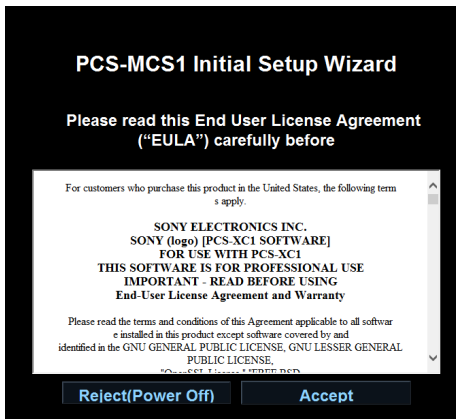 PCS-MCS1 Initial Setup Wizard
Please read this End User License Agreement
(“EULA”) carefully before
For customers who purchase this product in the United States, the following term
s apply.
SONY ELECTRONICS INC.
SONY (logo) [PCS-XC1 SOFTWARE]
FOR USE WITH PCS-XC1
THIS SOFTWARE IS FOR PROFESSIONAL USE
IMPORTANT - READ BEFORE USING
End-User License Agreement and Warranty
Please read the terms and conditions of this Agreement applicable to all softwar
e installed in this product except software covered by and
identified in the GNU GENERAL PUBLIC LICENSE, GNU LESSER GENERAL
PUBLIC LICENSE,
"OpenSSL License," "FREE BSD
Reject(Power Off) Accept